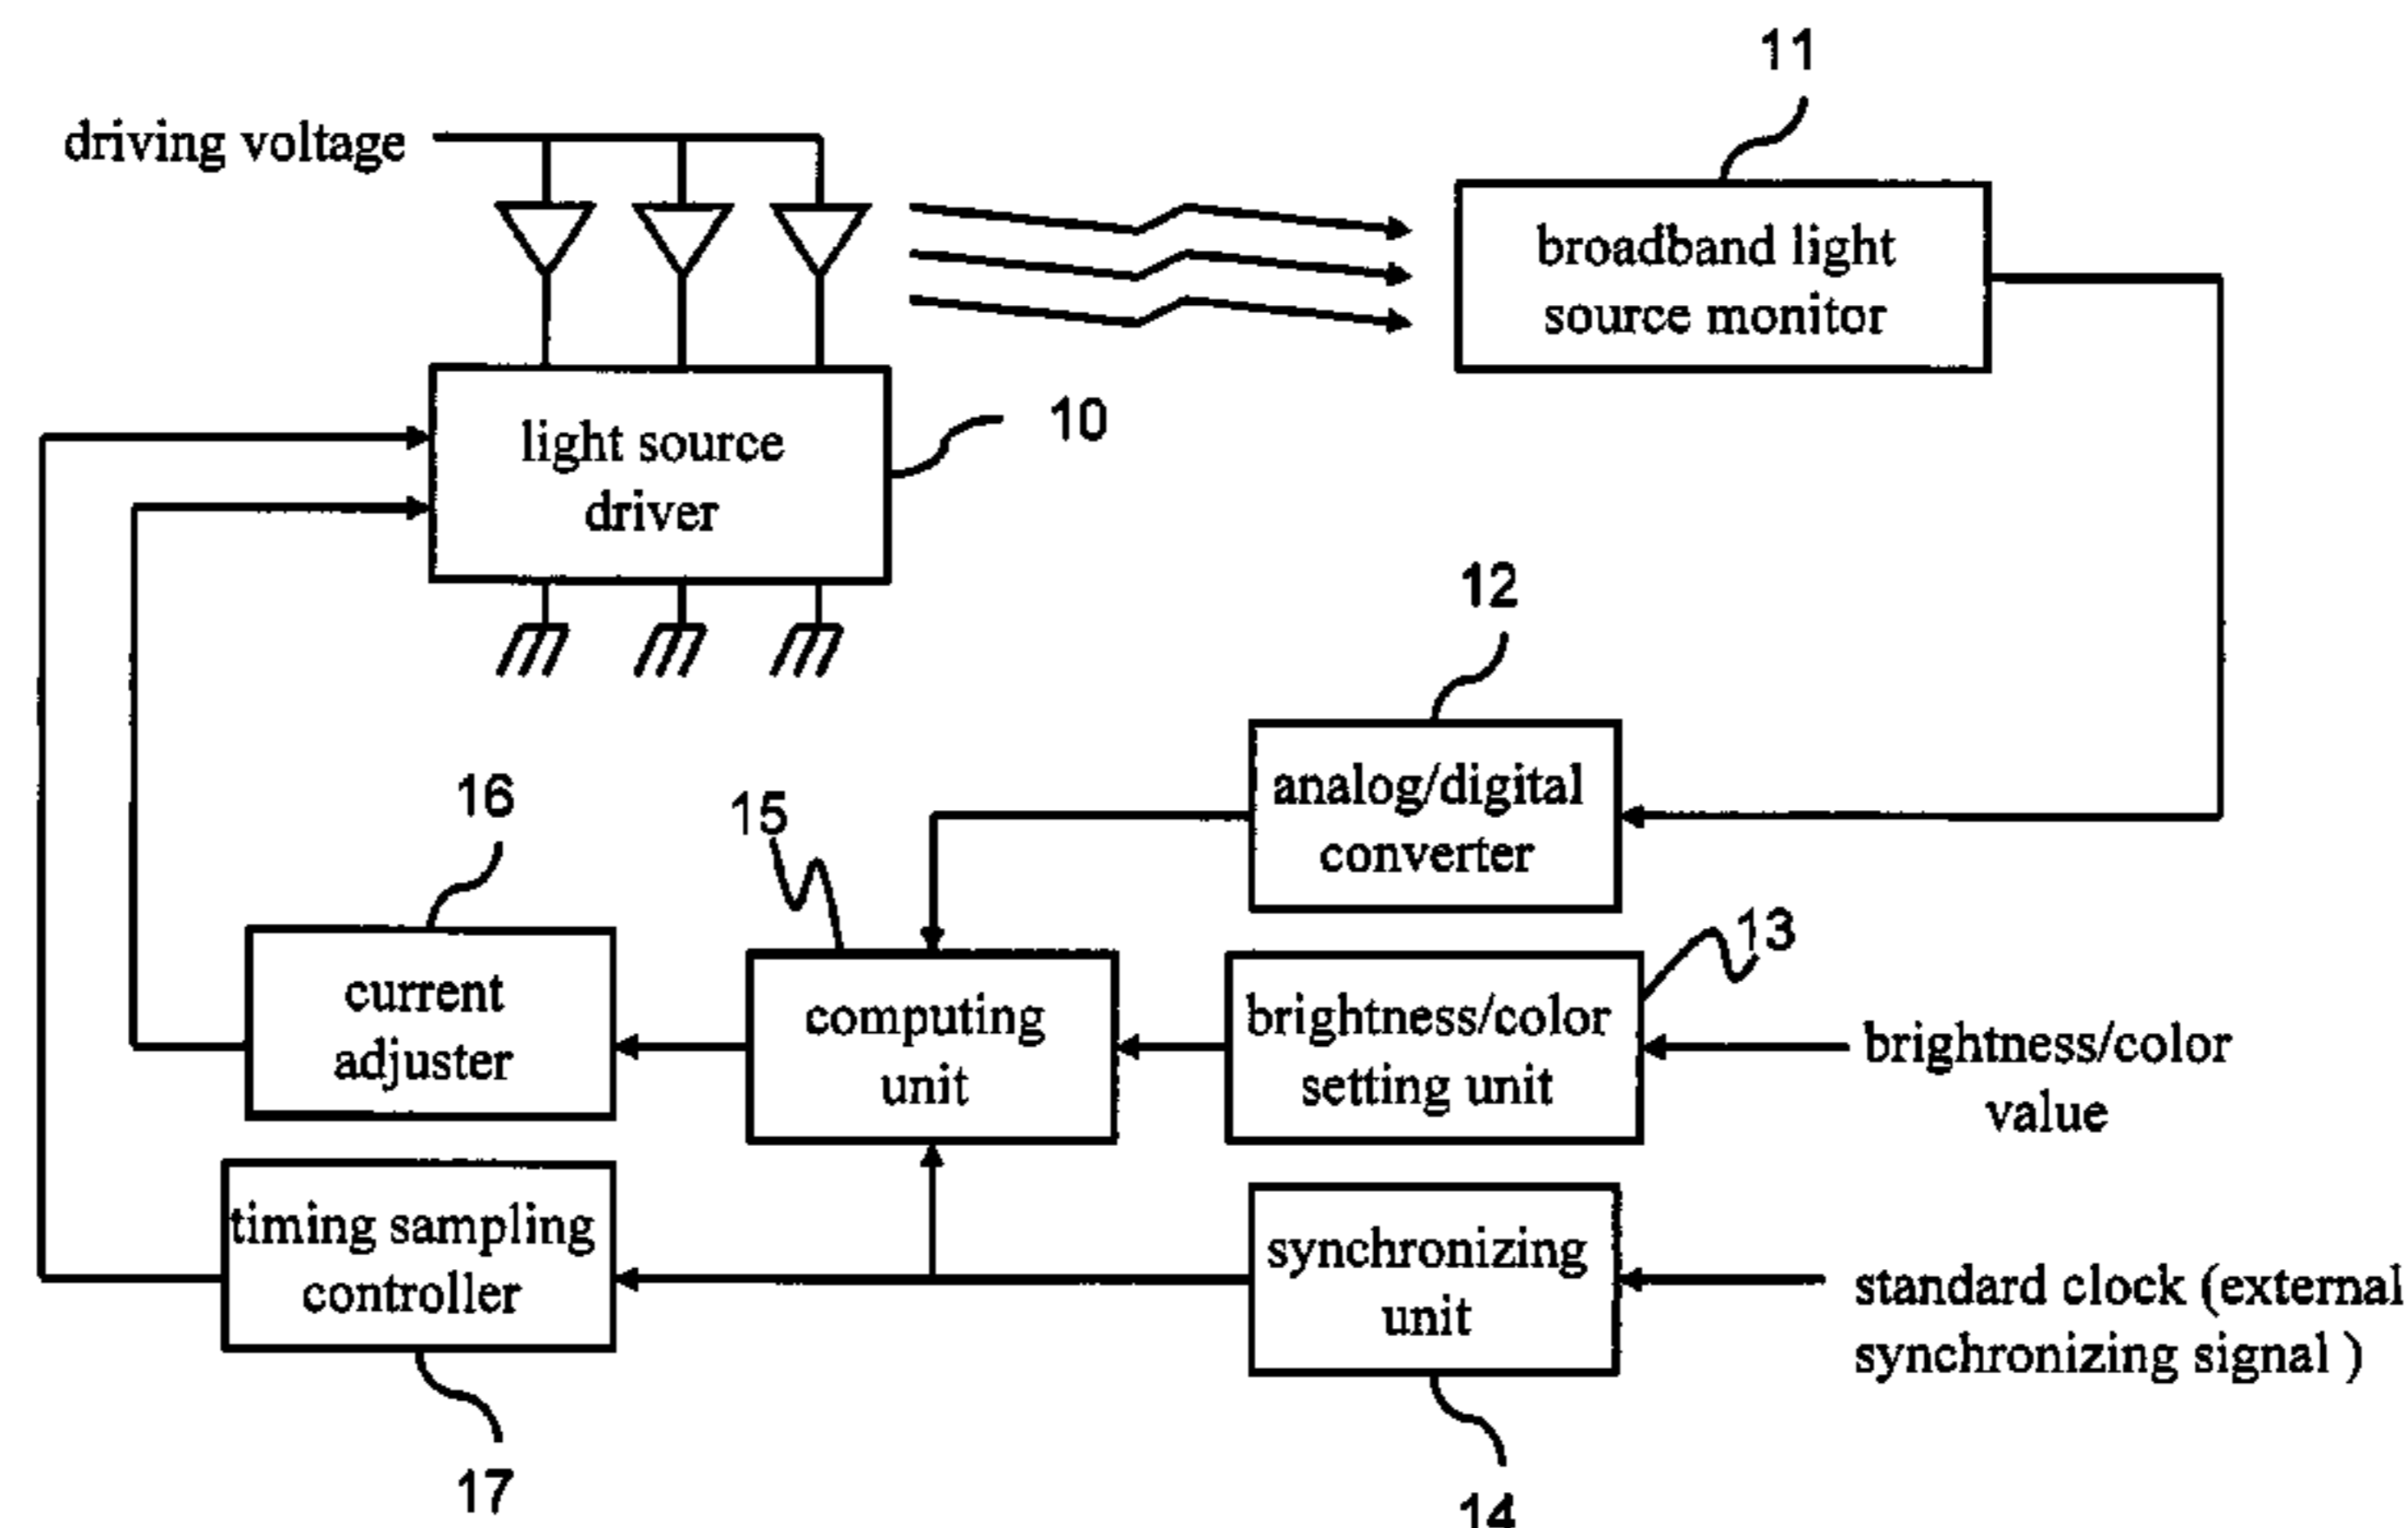 11
driving voltage
broadband light
source monitor
light source
driver
10
12
analog/digital
converter
16
15
13
current
adjuster
computing
unit
brightness/color
setting unit
brightness/color
value
timing sampling
controller
synchronizing
unit
standard clock (external
synchronizing signal )
17
14